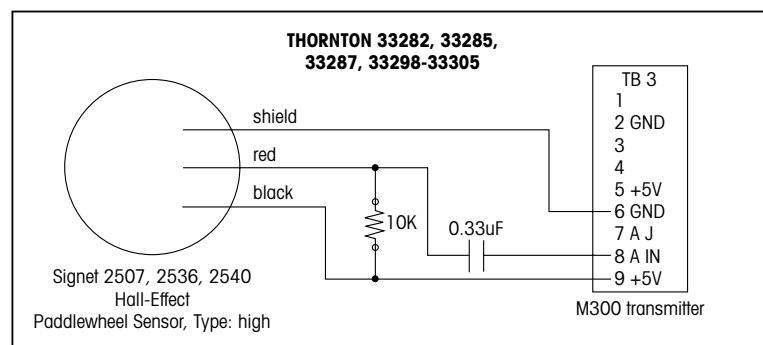 THORNTON 33282, 33285,
33287, 33298-33305
TB 3
1
2 GND
3
4
5 +5V
6 GND
7 A J
8 A IN
9 +5V
M300 transmitter
shield
red
black
10K
0.33uF
Signet 2507, 2536, 2540
Hall-Effect
Paddlewheel Sensor, Type: high